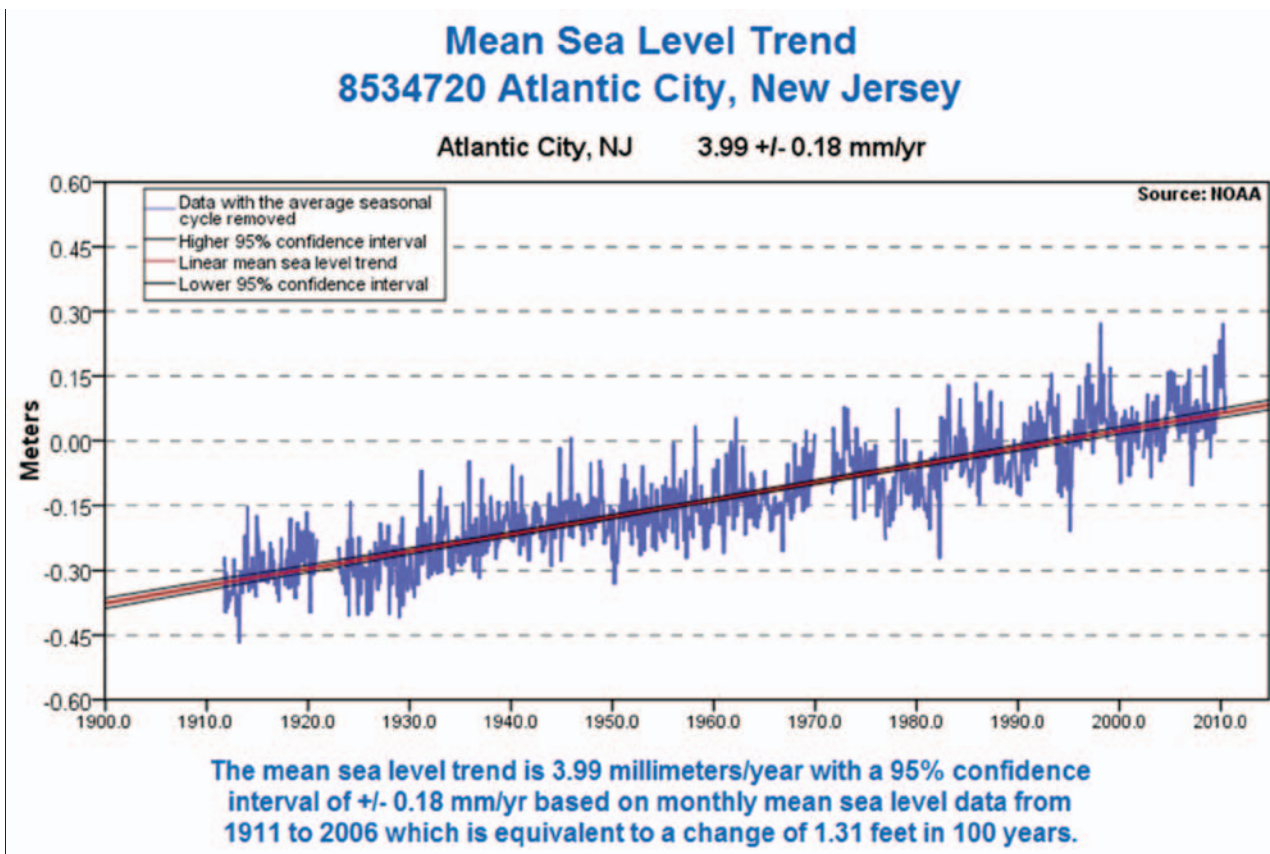 Mean Sea Level Trend
8534720 Atlantic City, New Jersey
Atlantic City, NJ 3.99 +/- 0.18 mm/yr
Source: NOAA
Data with the average seasonal
cycle removed
Higher 95% confidence interval
Linear mean sea level trend
Lower 95% confidence interval
Meters
0.60
0.45
0.30
0.15
0.00
-0.15
-0.30
-0.45
-0.60
1900.0 1910.0 1920.0 1930.0 1940.0 1950.0 1960.0 1970.0 1980.0 1990.0 2000.0 2010.0
The mean sea level trend is 3.99 millimeters/year with a 95% confidence
interval of +/- 0.18 mm/yr based on monthly mean sea level data from
1911 to 2006 which is equivalent to a change of 1.31 feet in 100 years.